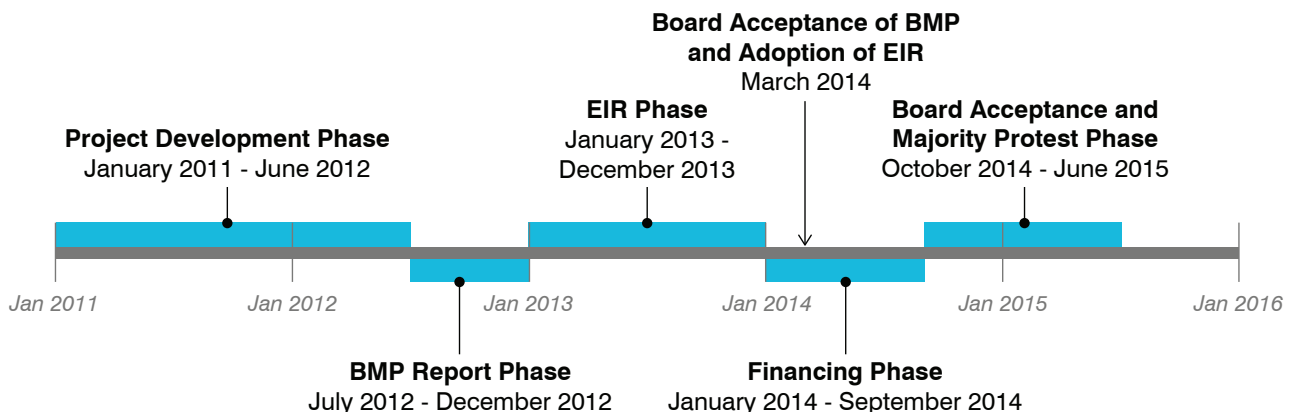 Board Acceptance of BMP
and Adoption of EIR
March 2014
EIR Phase
January 2013 -
December 2013
Board Acceptance and
Majority Protest Phase
October 2014 - June 2015
Project Development Phase
January 2011 - June 2012
Jan 2011
Jan 2012
Jan 2013
Jan 2014
Jan 2015
Jan 2016
BMP Report Phase
July 2012 - December 2012
Financing Phase
January 2014 - September 2014